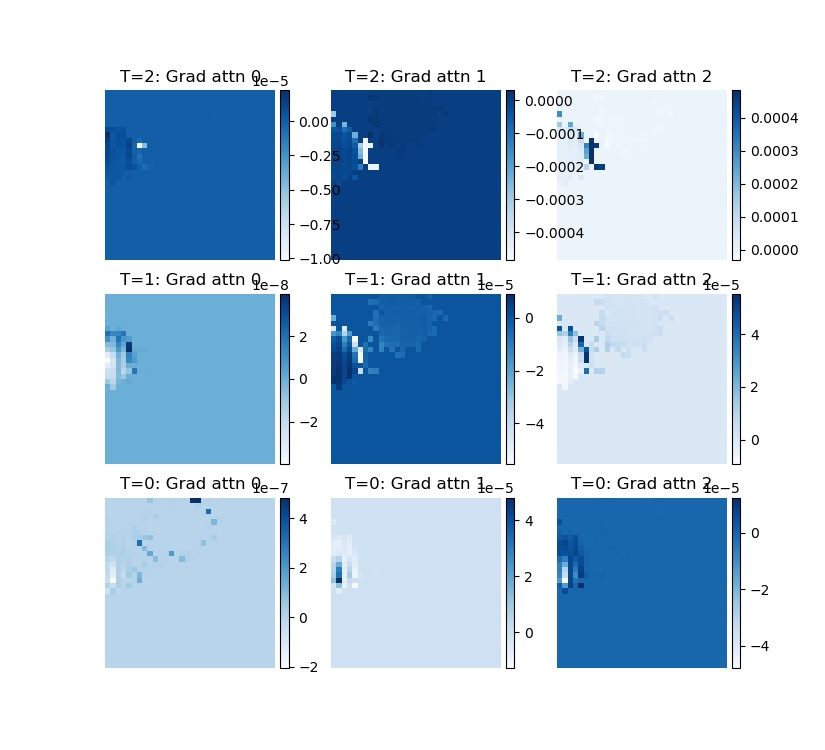 T=2: Grad attn 0
1e−5
T=2: Grad attn 1
T=2: Grad attn 2
0.00
−0.25
−0.50
−0.75
−1.00
0.0000
−0.0001
−0.0002
−0.0003
−0.0004
0.0004
0.0003
0.0002
0.0001
0.0000
T=1: Grad attn 0
1e−8
T=1: Grad attn 1
1e−5
T=1: Grad attn 2
1e−5
2
0
−2
0
−2
−4
4
2
0
T=0: Grad attn 0
1e−7
T=0: Grad attn 1
1e−5
T=0: Grad attn 2
1e−5
4
2
0
−2
4
2
0
0
−2
−4